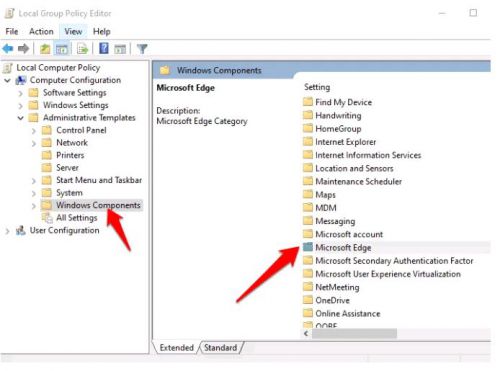 Local Group Policy Editor
File Action View Help
Local Computer Policy
Computer Configuration
Software Settings
Windows Settings
Administrative Templates
Control Panel
Network
Printers
Server
Start Menu and Taskbar
System
Windows Components
All Settings
User Configuration
Windows Components
Microsoft Edge
Description:
Microsoft Edge Category
Setting
Find My Device
Handwriting
HomeGroup
Internet Explorer
Internet Information Services
Location and Sensors
Maintenance Scheduler
Maps
MDM
Messaging
Microsoft account
Microsoft Edge
Microsoft Secondary Authentication Factor
Microsoft User Experience Virtualization
NetMeeting
OneDrive
Online Assistance
OOBE
Extended Standard